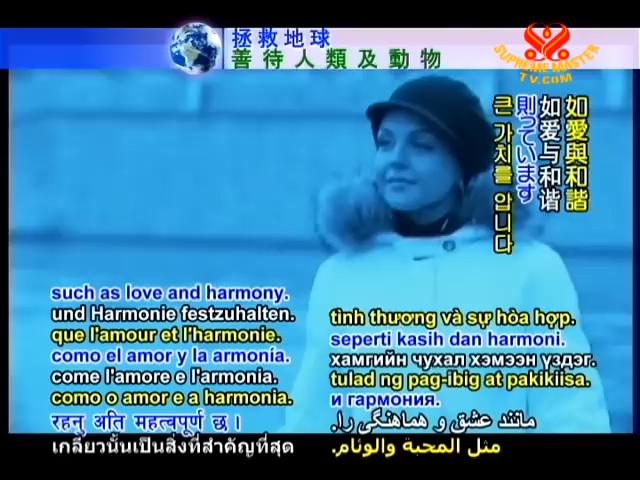 拯救地球
善待人類及動物
SUPREME MASTER
TV.COM
如愛與和諧
如爱与和谐
則っています
큰 가치를 압니다
such as love and harmony.
und Harmonie festzuhalten.
que l'amour et l'harmonie.
como el amor y la armonía.
come l'amore e l'armonia.
como o amor e a harmonia.
रहनु अति महत्वपूर्ण छ।
เกลียวนั้นเป็นสิ่งที่สำคัญที่สุด
tình thương và sự hòa hợp.
seperti kasih dan harmoni.
хамгийн чухал хэмээн үздэг.
tulad ng pag-ibig at pakikiisa.
и гармония.
مانند عشق و هماهنگی را.
مثل المحبة والوئام.